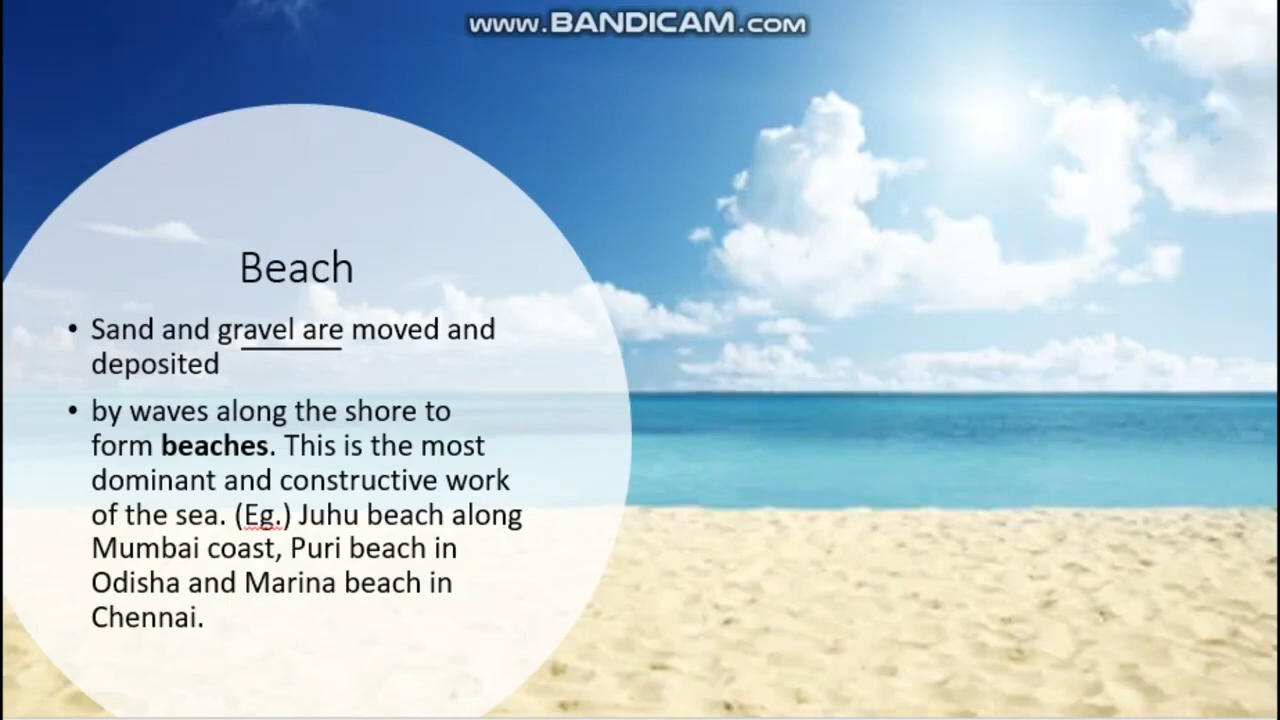 www.BANDICAM.com
Beach
• Sand and gravel are moved and
deposited
• by waves along the shore to
form beaches. This is the most
dominant and constructive work
of the sea. (Eg.) Juhu beach along
Mumbai coast, Puri beach in
Odisha and Marina beach in
Chennai.